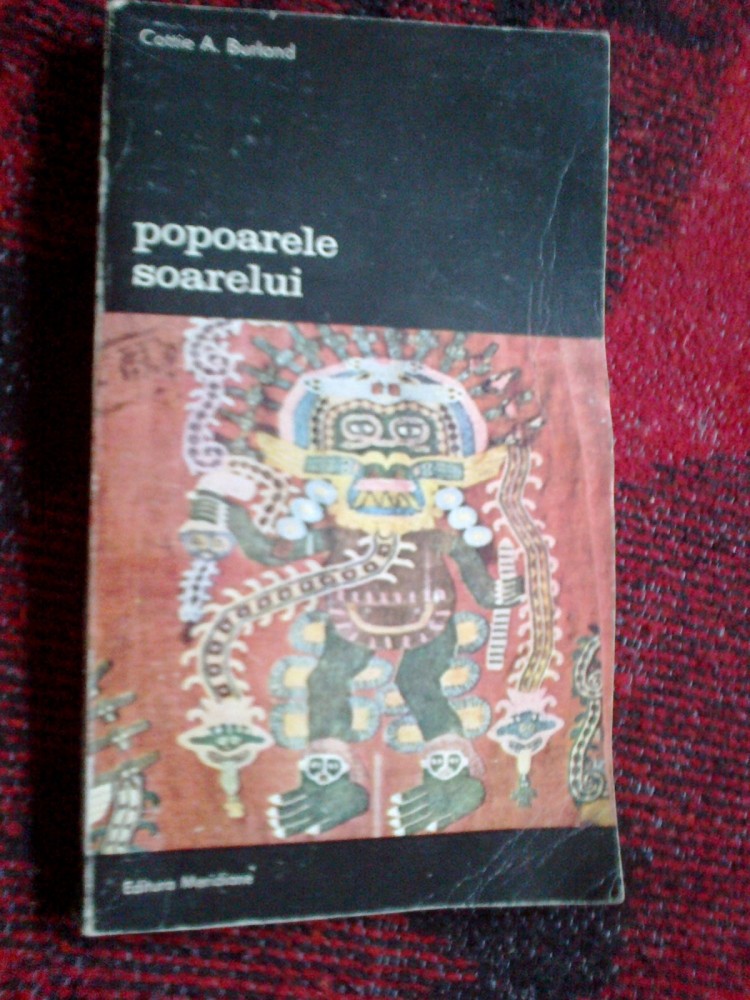 Cottie A. Burland
popoarele
soarelui
Editura Meridiane